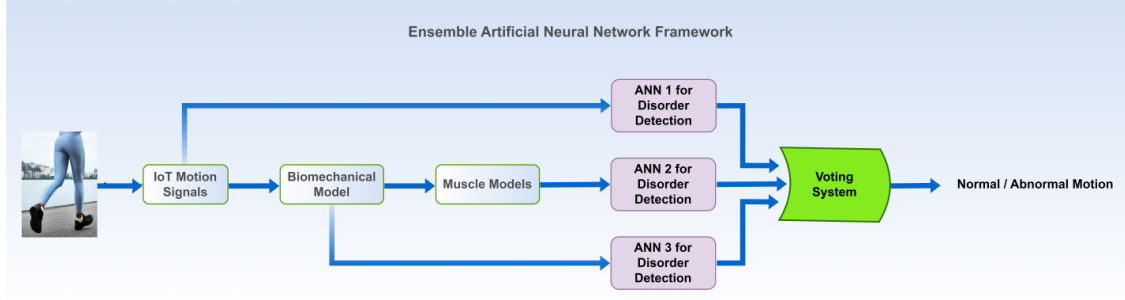 Ensemble Artificial Neural Network Framework
ANN 1 for
Disorder
Detection
IoT Motion
Signals
Biomechanical
Model
Muscle Models
ANN 2 for
Disorder
Detection
Voting
System
Normal / Abnormal Motion
ANN 3 for
Disorder
Detection